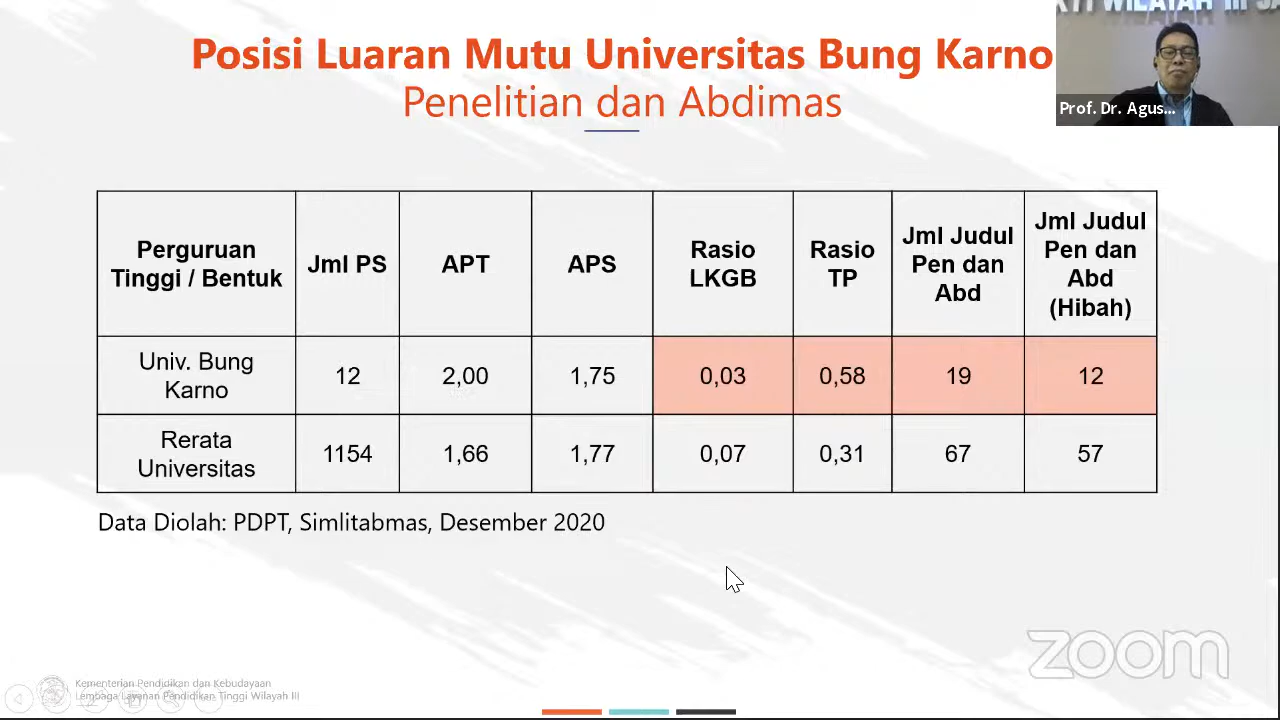 Posisi Luaran Mutu Universitas Bung Karno
Penelitian dan Abdimas
Prof. Dr. Agus...
Perguruan Tinggi / Bentuk
Jml PS
APT
APS
Rasio LKGB
Rasio TP
Jml Judul Pen dan Abd
Jml Judul Pen dan Abd (Hibah)
Univ. Bung Karno
12
2,00
1,75
0,03
0,58
19
12
Rerata Universitas
1154
1,66
1,77
0,07
0,31
67
57
Data Diolah: PDPT, Simlitabmas, Desember 2020
zoom
Kementerian Pendidikan dan Kebudayaan
Lembaga Layanan Pendidikan Tinggi Wilayah III